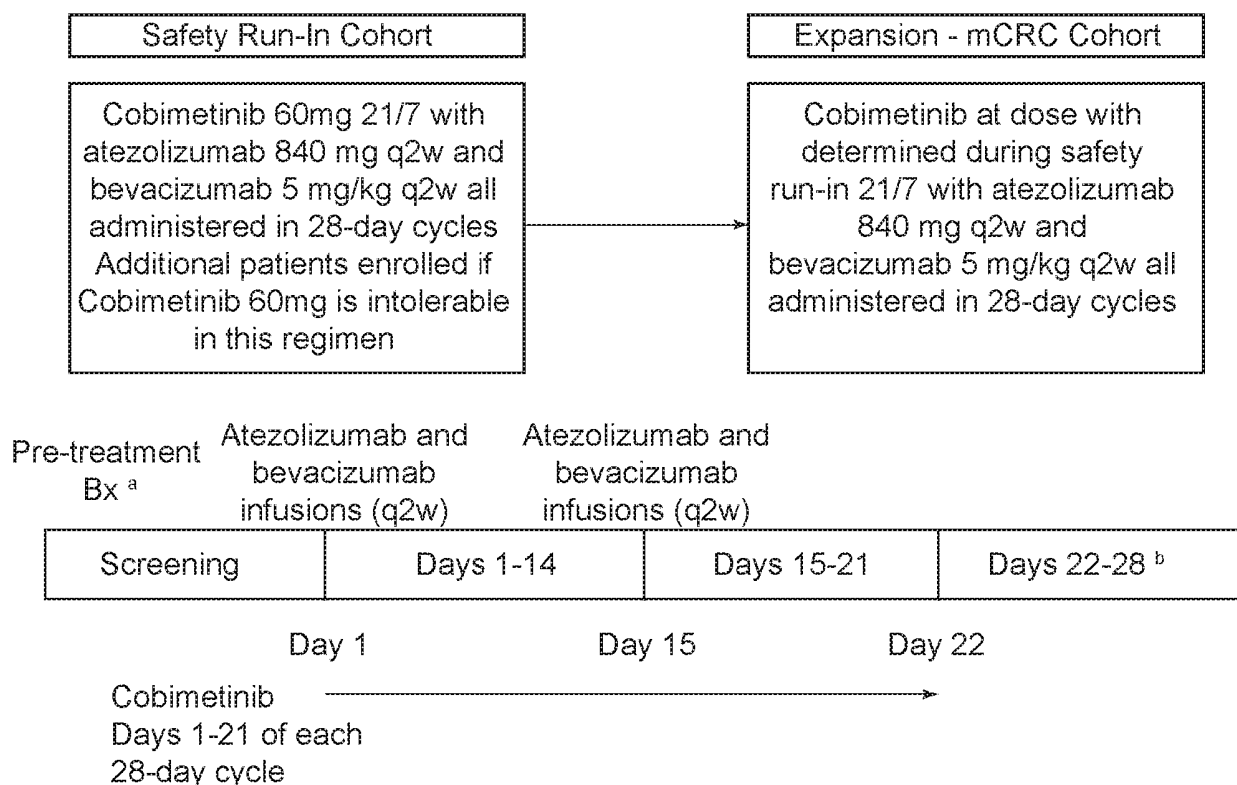 Safety Run-In Cohort
Cobimetinib 60mg 21/7 with
atezolizumab 840 mg q2w and
bevacizumab 5 mg/kg q2w all
administered in 28-day cycles
Additional patients enrolled if
Cobimetinib 60mg is intolerable
in this regimen
Expansion - mCRC Cohort
Cobimetinib at dose with
determined during safety
run-in 21/7 with atezolizumab
840 mg q2w and
bevacizumab 5 mg/kg q2w all
administered in 28-day cycles
Pre-treatment
Bx a
Atezolizumab and
bevacizumab
infusions (q2w)
Atezolizumab and
bevacizumab
infusions (q2w)
Screening
Days 1-14
Days 15-21
Days 22-28 b
Day 1
Day 15
Day 22
Cobimetinib
Days 1-21 of each
28-day cycle